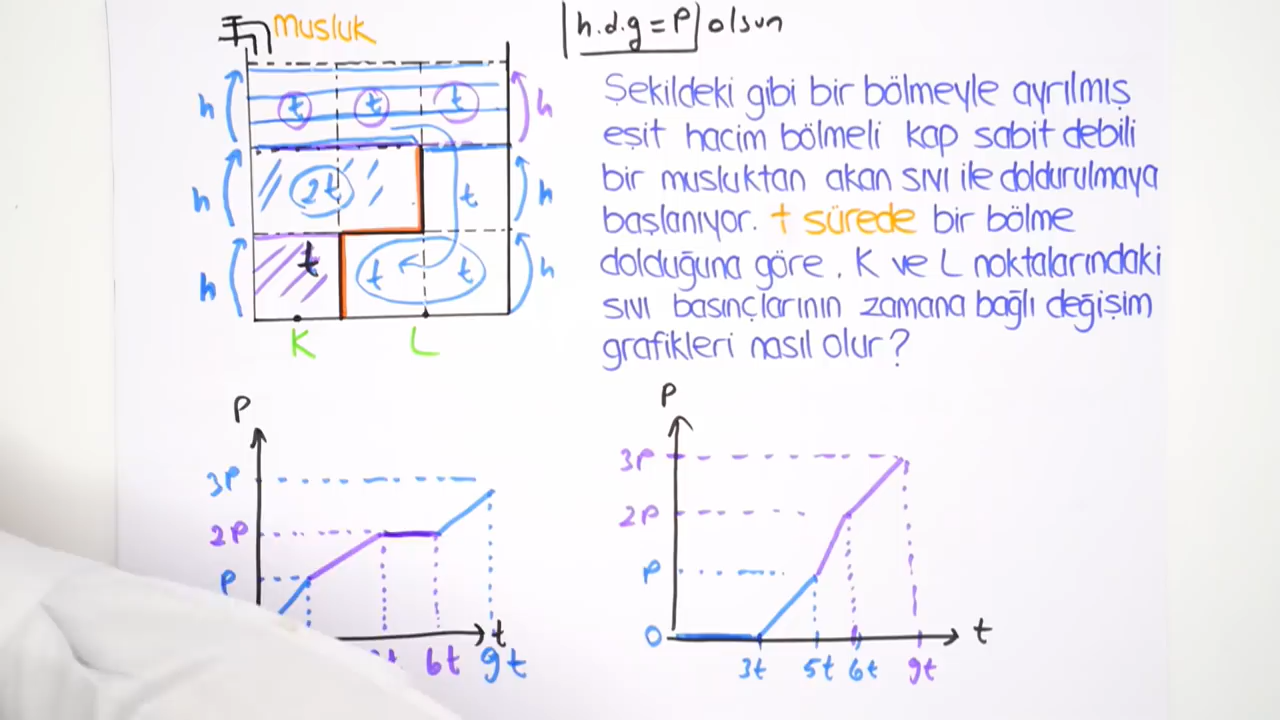 musluk
h.d.g = P olsun
Şekildeki gibi bir bölmeyle ayrılmış
eşit hacim bölmeli kap sabit debili
bir musluktan akan sıvı ile doldurulmaya
başlanıyor. t sürede bir bölme
dolduğuna göre, K ve L noktalarındaki
sıvı basınçlarının zamana bağlı değişim
grafikleri nasıl olur?
h t t t h
h 2t t h
h t t t h
K L
P
3P
2P
P
t
6t 9t
P
3P
2P
P
0
t
3t 5t 6t 9t